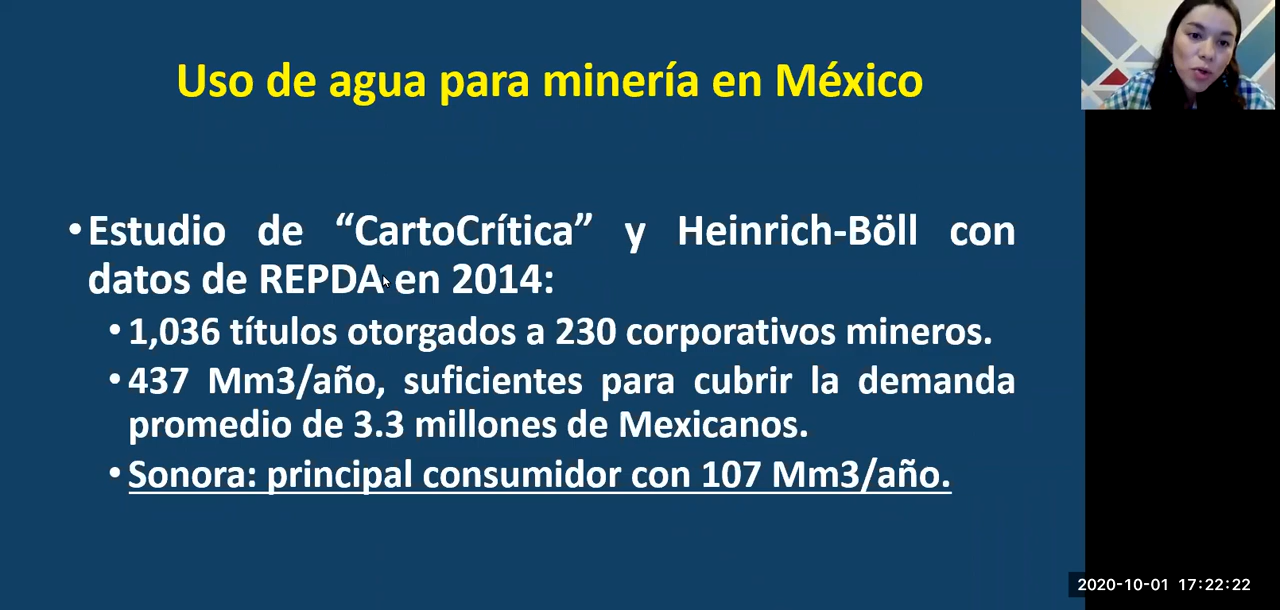 Uso de agua para minería en México
•Estudio de “CartoCrítica” y Heinrich-Böll con
datos de REPDA en 2014:
•1,036 títulos otorgados a 230 corporativos mineros.
•437 Mm3/año, suficientes para cubrir la demanda
promedio de 3.3 millones de Mexicanos.
•Sonora: principal consumidor con 107 Mm3/año.
2020-10-01 17:22:22